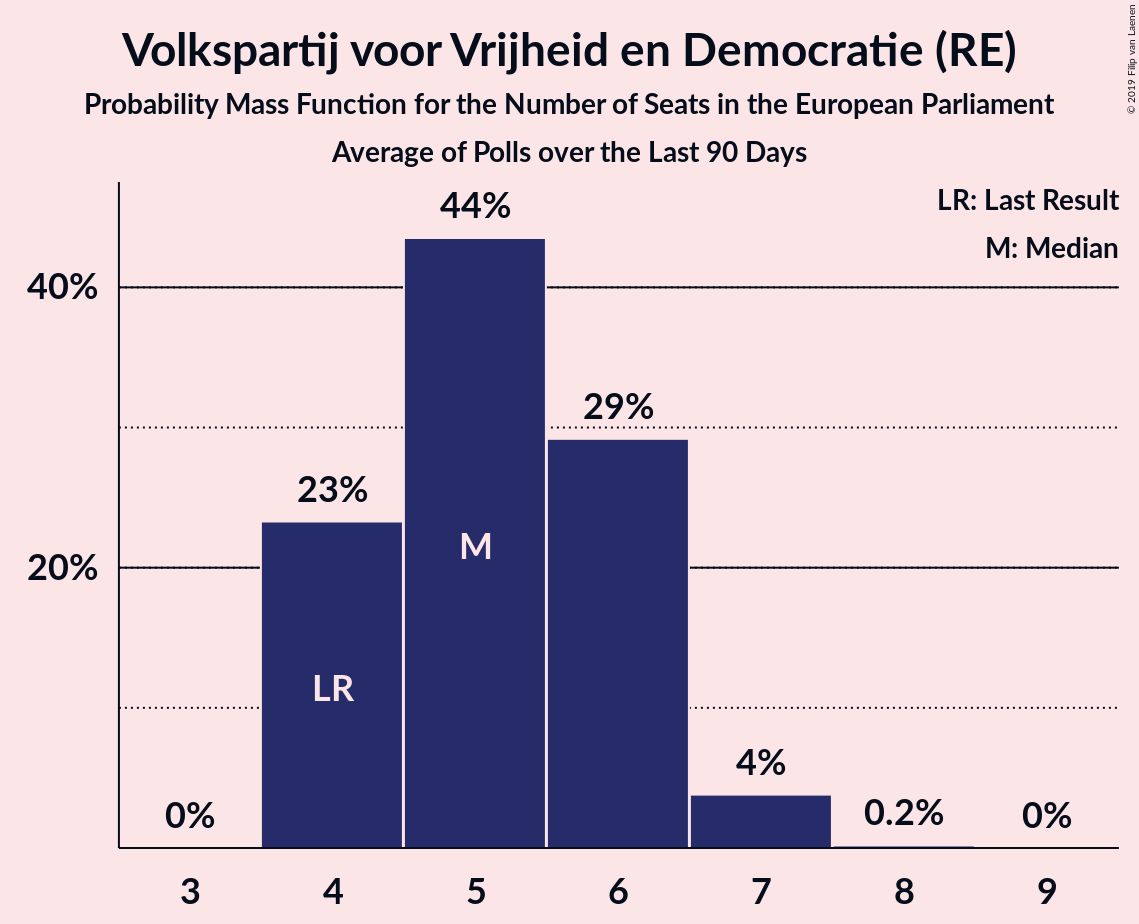 Volkspartij voor Vrijheid en Democratie (RE)
Probability Mass Function for the Number of Seats in the European Parliament
Average of Polls over the Last 90 Days
© 2019 Filip van Laenen
LR: Last Result
M: Median
44%
40%
29%
23%
20%
M
LR
4%
0%
0.2%
0%
3 4 5 6 7 8 9